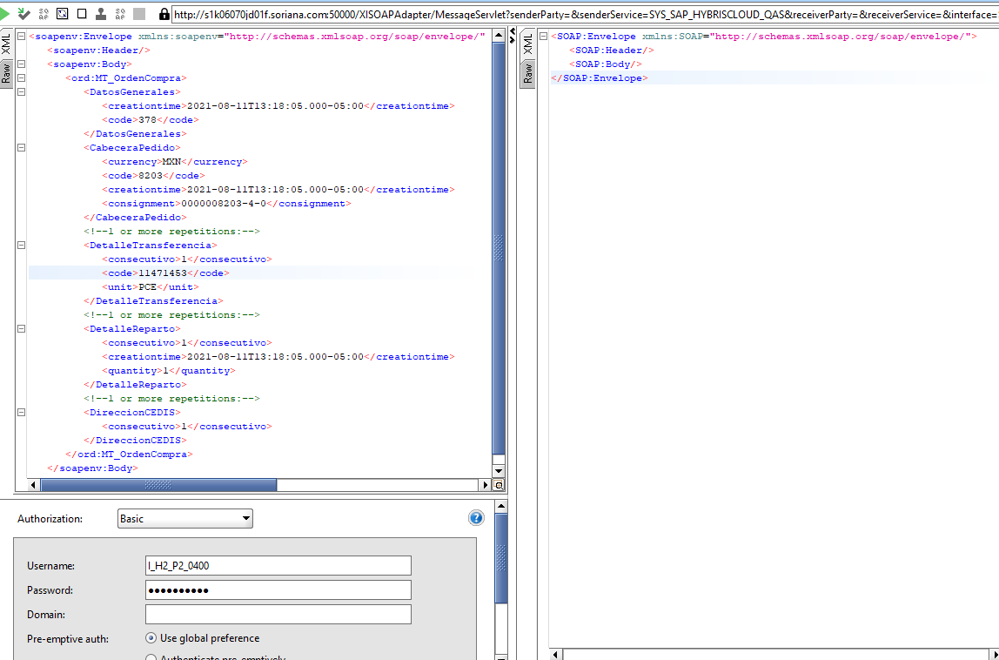 http://s1k06070jd01f.soriana.com:50000/XISOAPAdapter/MessageServlet?senderParty=&senderService=SYS_SAP_HYBRISCLOUD_QAS&receiverParty=&receiverService=&interface=
XML
Raw
<soapenv:Envelope xmlns:soapenv="http://schemas.xmlsoap.org/soap/envelope/"
<soapenv:Header/>
<soapenv:Body>
<ord:MT_OrdenCompra>
<DatosGenerales>
<creationtime>2021-08-11T13:18:05.000-05:00</creationtime>
<code>378</code>
</DatosGenerales>
<CabeceraPedido>
<currency>MXN</currency>
<code>8203</code>
<creationtime>2021-08-11T13:18:05.000-05:00</creationtime>
<consignment>0000008203-4-0</consignment>
</CabeceraPedido>
<!--1 or more repetitions:-->
<DetalleTransferencia>
<consecutivo>1</consecutivo>
<code>11471453</code>
<unit>PCE</unit>
</DetalleTransferencia>
<!--1 or more repetitions:-->
<DetalleReparto>
<consecutivo>1</consecutivo>
<creationtime>2021-08-11T13:18:05.000-05:00</creationtime>
<quantity>1</quantity>
</DetalleReparto>
<!--1 or more repetitions:-->
<DireccionCEDIS>
<consecutivo>1</consecutivo>
</DireccionCEDIS>
</ord:MT_OrdenCompra>
</soapenv:Body>
XML
Raw
<SOAP:Envelope xmlns:SOAP="http://schemas.xmlsoap.org/soap/envelope/">
<SOAP:Header/>
<SOAP:Body/>
</SOAP:Envelope>
Authorization: Basic
Username: I_H2_P2_0400
Password: ●●●●●●●●●●
Domain:
Pre-emptive auth: Use global preference
Authenticate pre-emptively